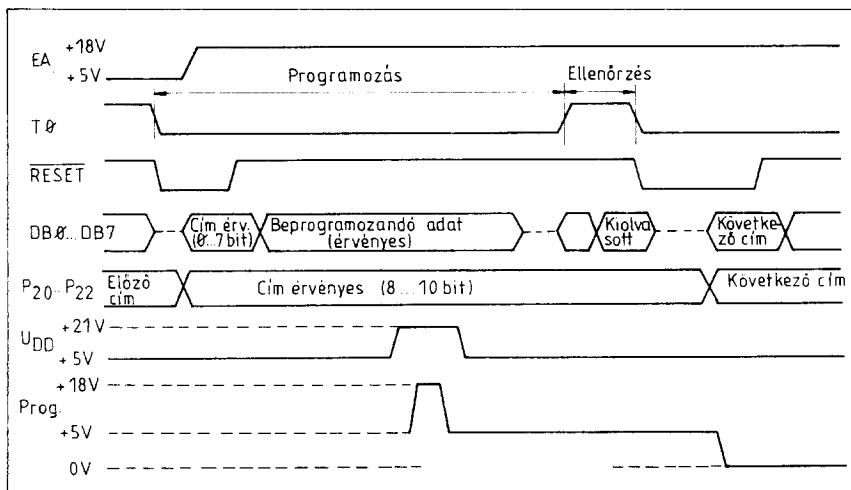 EA +18V
+5V
Programozás
Ellenőrzés
TØ
RESET
DBØ...DB7
Cím érv.
(0...7 bit)
Beprogramozandó adat
(érvényes)
Kiolva
sott
Követke-
ző cím
P20...P22
Előző
cím
Cím érvényes (8...10 bit)
Következő cím
UDD
+21V
+5V
+18V
Prog.
+5V
0V